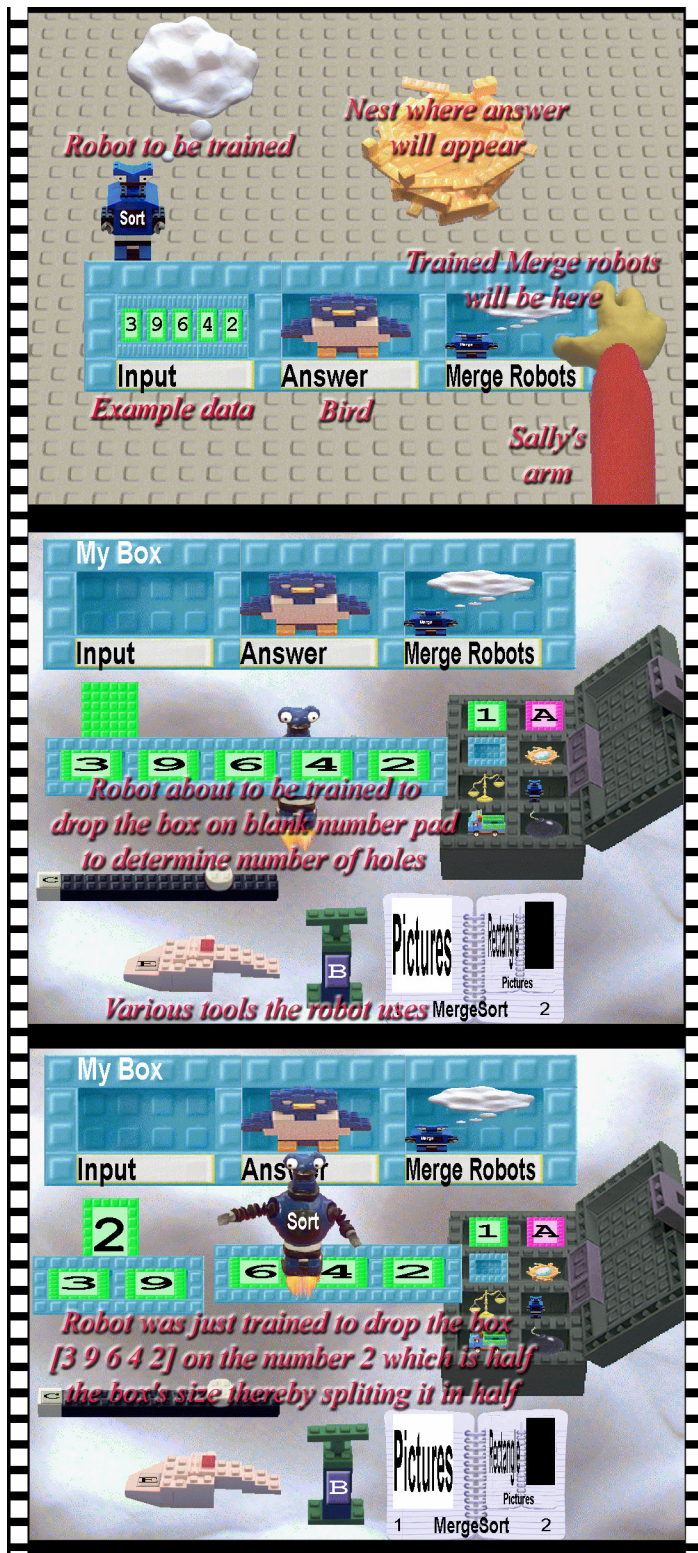 Robot to be trained
Nest where answer
will appear
Sort
Trained Merge robots
will be here
3 9 6 4 2
Merge
Input
Answer
Merge Robots
Example data
Bird
Sally's
arm
My Box
Merge
Input
Answer
Merge Robots
1 A
3 9 6 4 2
Robot about to be trained to
drop the box on blank number pad
to determine number of holes
C
Pictures
Rectangle
E
B
Pictures
Various tools the robot uses
MergeSort 2
My Box
Merge
Input
Answer
Merge Robots
Sort
1 A
2
3 9
6 4 2
Robot was just trained to drop the box
[3 9 6 4 2] on the number 2 which is half
the box's size thereby spliting it in half
C
Pictures
Rectangle
E
B
Pictures
1 MergeSort 2